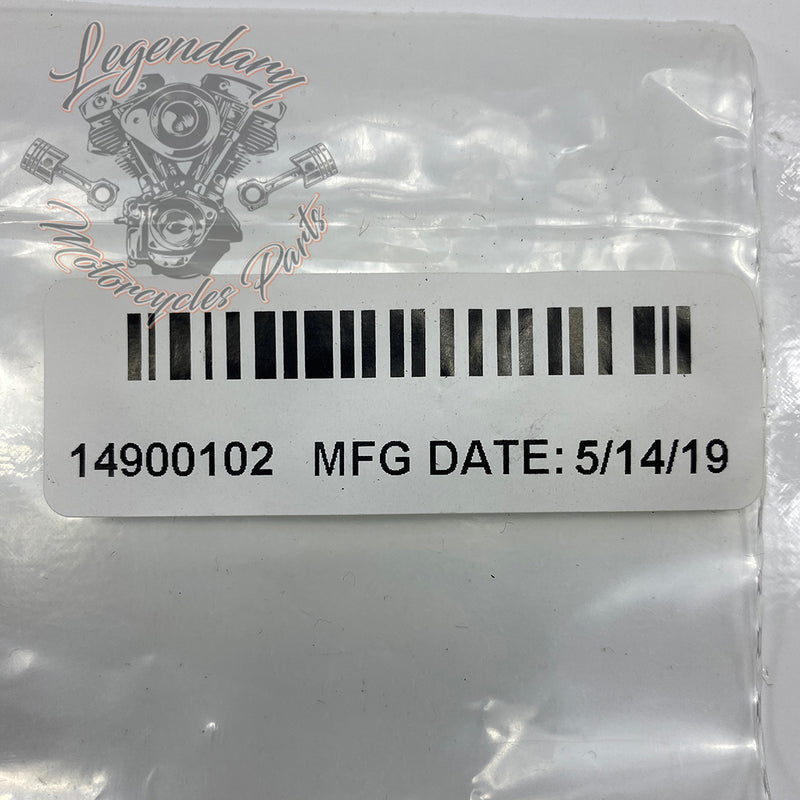 Legendary
Motorcycles Parts
14900102 MFG DATE: 5/14/19